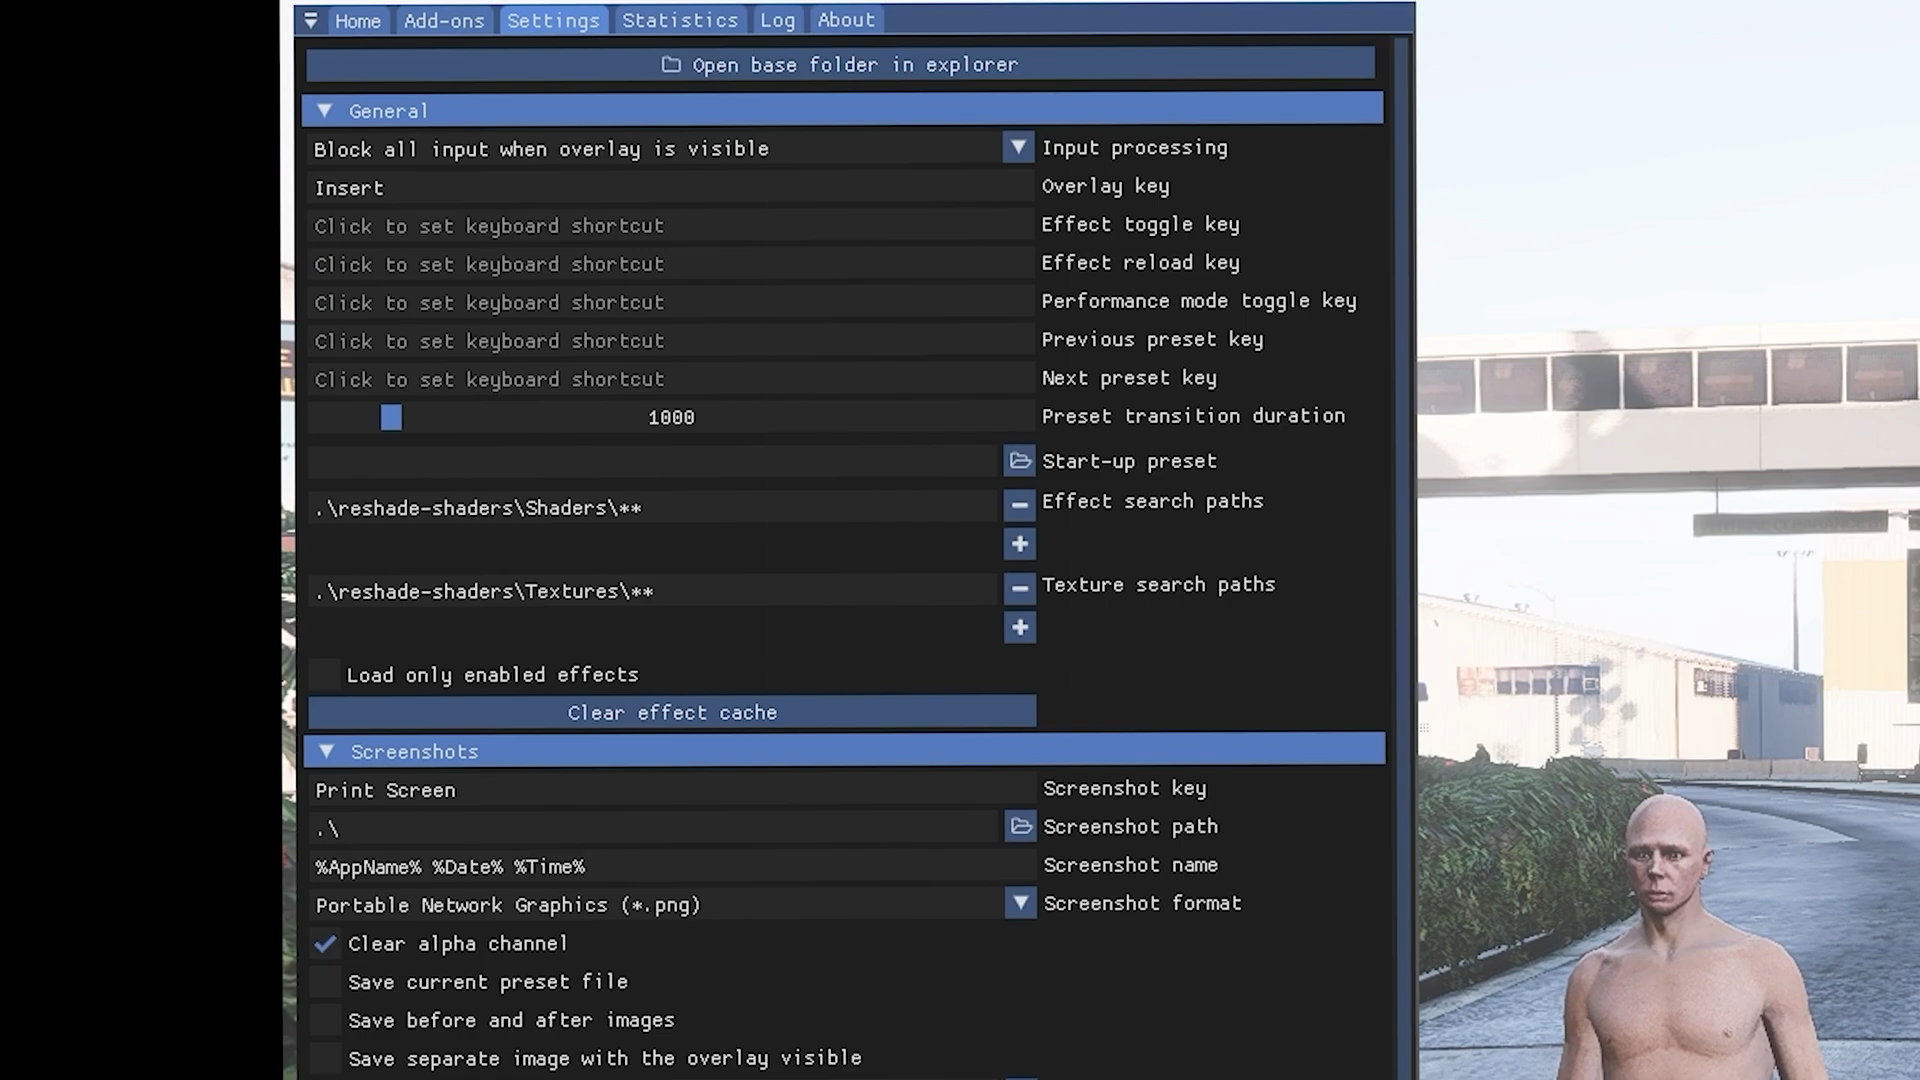 Home Add-ons Settings Statistics Log About
Open base folder in explorer
General
Block all input when overlay is visible Input processing
Insert Overlay key
Click to set keyboard shortcut Effect toggle key
Click to set keyboard shortcut Effect reload key
Click to set keyboard shortcut Performance mode toggle key
Click to set keyboard shortcut Previous preset key
Click to set keyboard shortcut Next preset key
1000 Preset transition duration
Start-up preset
.\reshade-shaders\Shaders\** Effect search paths
.\reshade-shaders\Textures\** Texture search paths
Load only enabled effects
Clear effect cache
Screenshots
Print Screen Screenshot key
.\ Screenshot path
%AppName% %Date% %Time% Screenshot name
Portable Network Graphics (*.png) Screenshot format
Clear alpha channel
Save current preset file
Save before and after images
Save separate image with the overlay visible